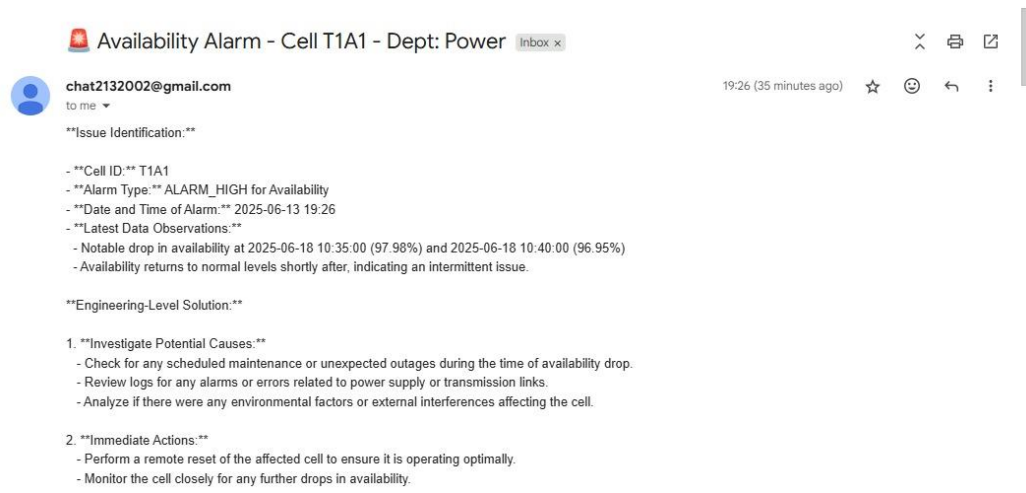 🚨 Availability Alarm - Cell T1A1 - Dept: Power Inbox x
chat2132002@gmail.com 19:26 (35 minutes ago)
to me
**Issue Identification:**
- **Cell ID:** T1A1
- **Alarm Type:** ALARM_HIGH for Availability
- **Date and Time of Alarm:** 2025-06-13 19:26
- **Latest Data Observations:**
- Notable drop in availability at 2025-06-18 10:35:00 (97.98%) and 2025-06-18 10:40:00 (96.95%)
- Availability returns to normal levels shortly after, indicating an intermittent issue.
**Engineering-Level Solution:**
1. **Investigate Potential Causes:**
- Check for any scheduled maintenance or unexpected outages during the time of availability drop.
- Review logs for any alarms or errors related to power supply or transmission links.
- Analyze if there were any environmental factors or external interferences affecting the cell.
2. **Immediate Actions:**
- Perform a remote reset of the affected cell to ensure it is operating optimally.
- Monitor the cell closely for any further drops in availability.